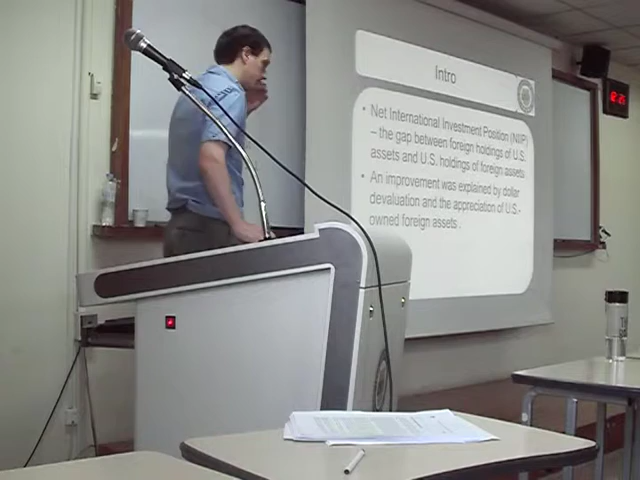 Intro
• Net International Investment Position (NIIP)
– the gap between foreign holdings of U.S.
assets and U.S. holdings of foreign assets.
• An improvement was explained by dollar
devaluation and the appreciation of U.S.-
owned foreign assets .